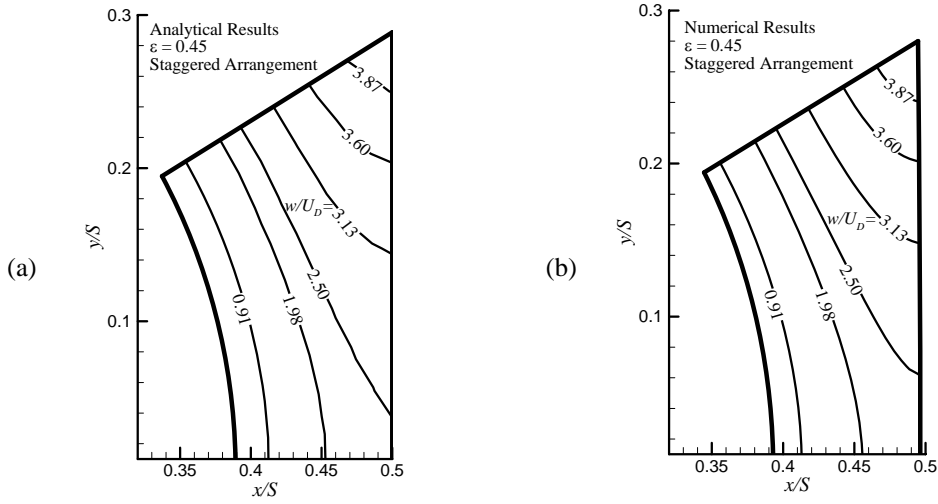 (a)
Analytical Results
ε = 0.45
Staggered Arrangement
0.3
0.2
0.1
y/S
0.35
0.4
0.45
0.5
x/S
3.87
3.60
w/U_D=3.13
2.50
1.98
0.91
(b)
Numerical Results
ε = 0.45
Staggered Arrangement
0.3
0.2
0.1
y/S
0.35
0.4
0.45
0.5
x/S
3.87
3.60
w/U_D=3.13
2.50
1.98
0.91